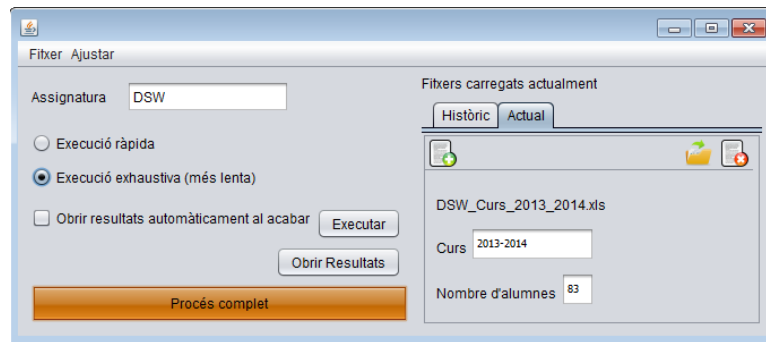 Fitxer Ajustar
Assignatura DSW
Execució ràpida
Execució exhaustiva (més lenta)
Obrir resultats automàticament al acabar Executar
Obrir Resultats
Procés complet
Fitxers carregats actualment
Històric Actual
DSW_Curs_2013_2014.xls
Curs 2013-2014
Nombre d'alumnes 83